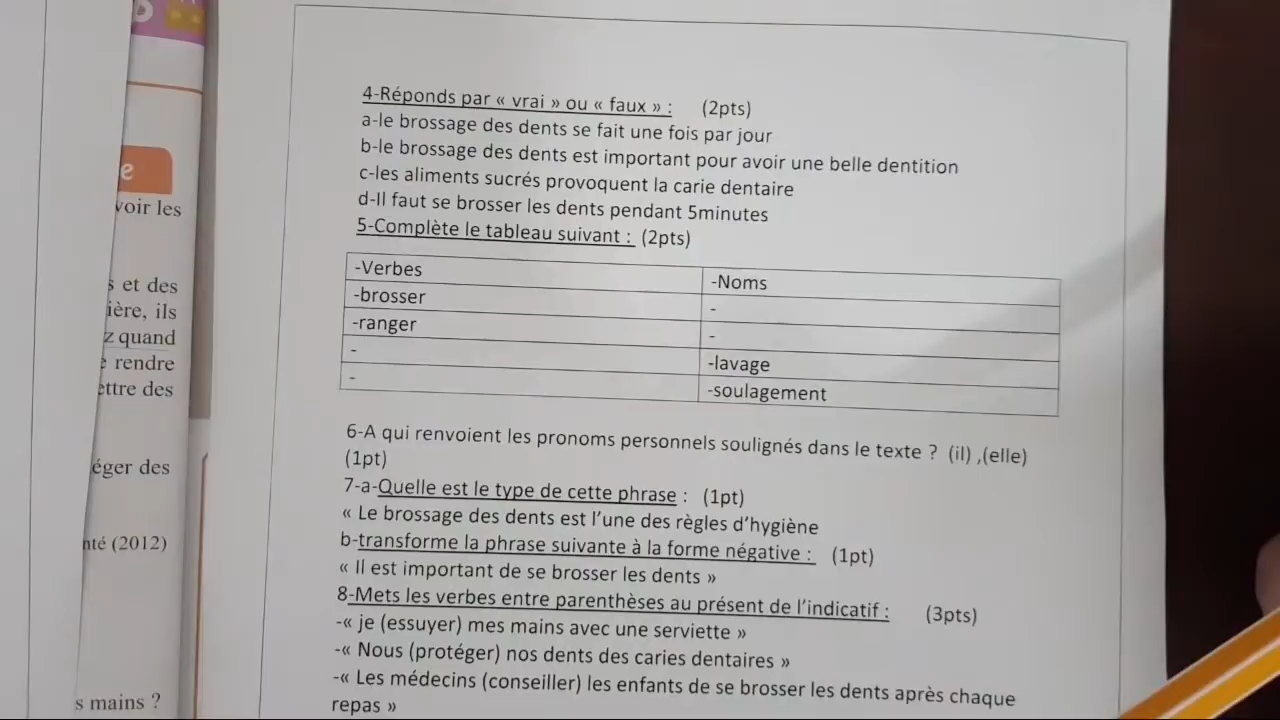 e
voir les
s et des
ière, ils
z quand
e rendre
ettre des
éger des
nté (2012)
s mains ?
4-Réponds par « vrai » ou « faux » : (2pts)
a-le brossage des dents se fait une fois par jour
b-le brossage des dents est important pour avoir une belle dentition
c-les aliments sucrés provoquent la carie dentaire
d-Il faut se brosser les dents pendant 5minutes
5-Complète le tableau suivant : (2pts)
-Verbes -Noms
-brosser -
-ranger -
- -lavage
- -soulagement
6-A qui renvoient les pronoms personnels soulignés dans le texte ? (il) ,(elle)
(1pt)
7-a-Quelle est le type de cette phrase : (1pt)
« Le brossage des dents est l’une des règles d’hygiène
b-transforme la phrase suivante à la forme négative : (1pt)
« Il est important de se brosser les dents »
8-Mets les verbes entre parenthèses au présent de l’indicatif : (3pts)
-« je (essuyer) mes mains avec une serviette »
-« Nous (protéger) nos dents des caries dentaires »
-« Les médecins (conseiller) les enfants de se brosser les dents après chaque
repas »